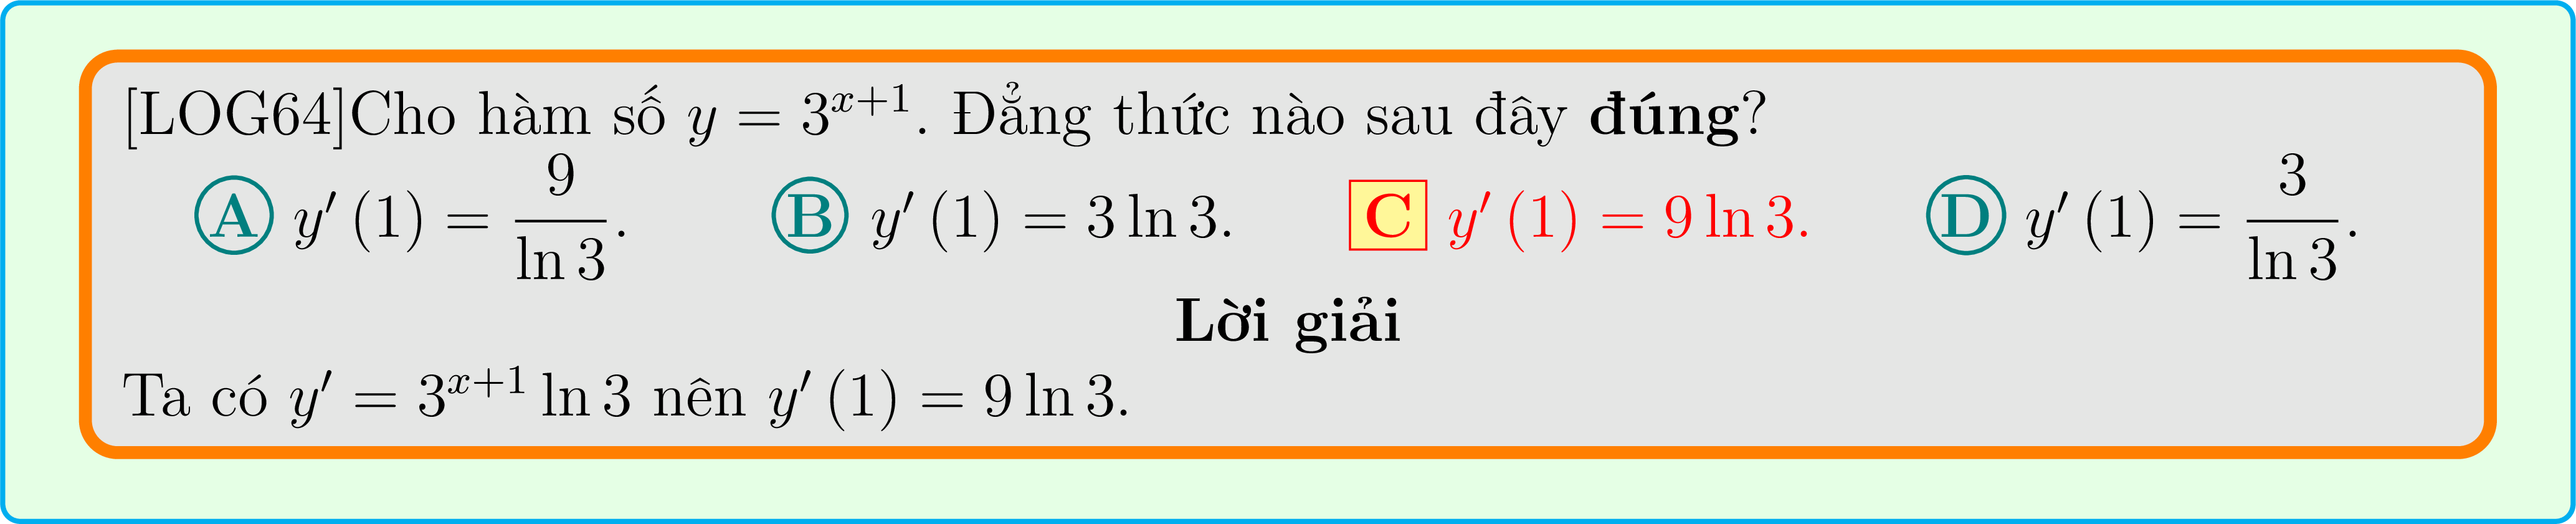 [LOG64]Cho hàm số y = 3^{x+1}. Đẳng thức nào sau đây đúng?
A y′(1) = \frac{9}{\ln 3}. B y′(1) = 3 ln 3. C y′(1) = 9 ln 3. D y′(1) = \frac{3}{\ln 3}.
Lời giải
Ta có y′ = 3^{x+1} ln 3 nên y′(1) = 9 ln 3.